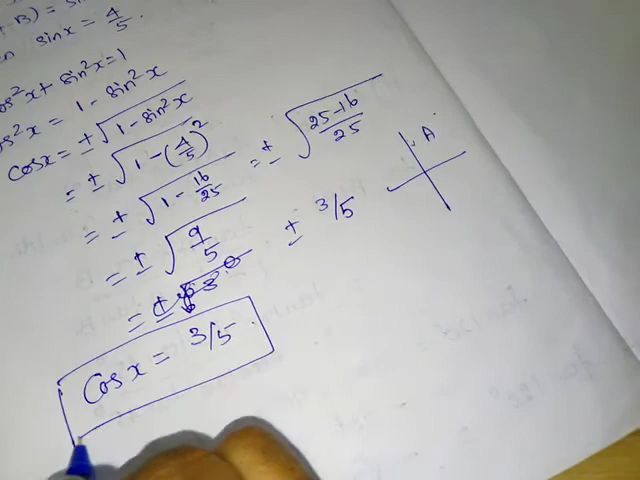 + B) = Sin
sin x = 4/5.
cos²x + sin²x = 1
cos²x = 1 - sin²x
cos x = ±√(1 - sin²x)
= ±√(1 - (4/5)²)
= ±√(1 - 16/25) = ±√((25-16)/25)
= ±√(9/5) ± 3/5
= ±
Cos x = 3/5
A